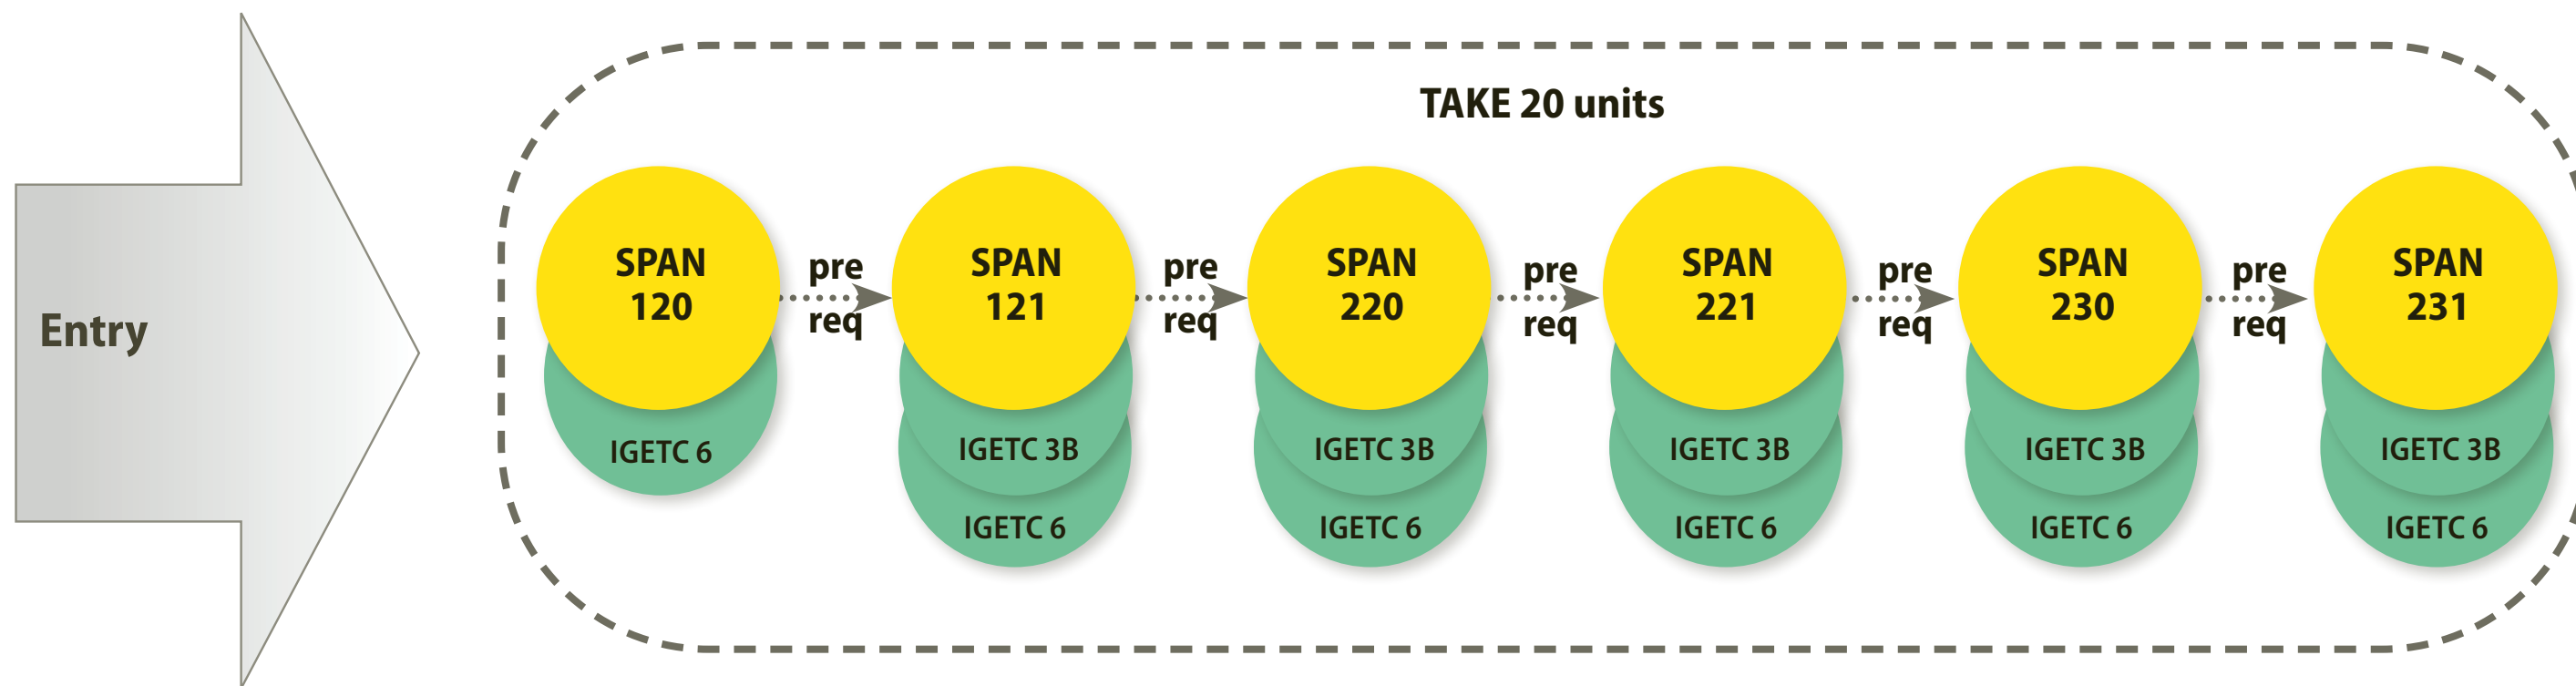 TAKE 20 units
Entry
SPAN
120
IGETC 6
pre
req
SPAN
121
IGETC 3B
IGETC 6
pre
req
SPAN
220
IGETC 3B
IGETC 6
pre
req
SPAN
221
IGETC 3B
IGETC 6
pre
req
SPAN
230
IGETC 3B
IGETC 6
pre
req
SPAN
231
IGETC 3B
IGETC 6